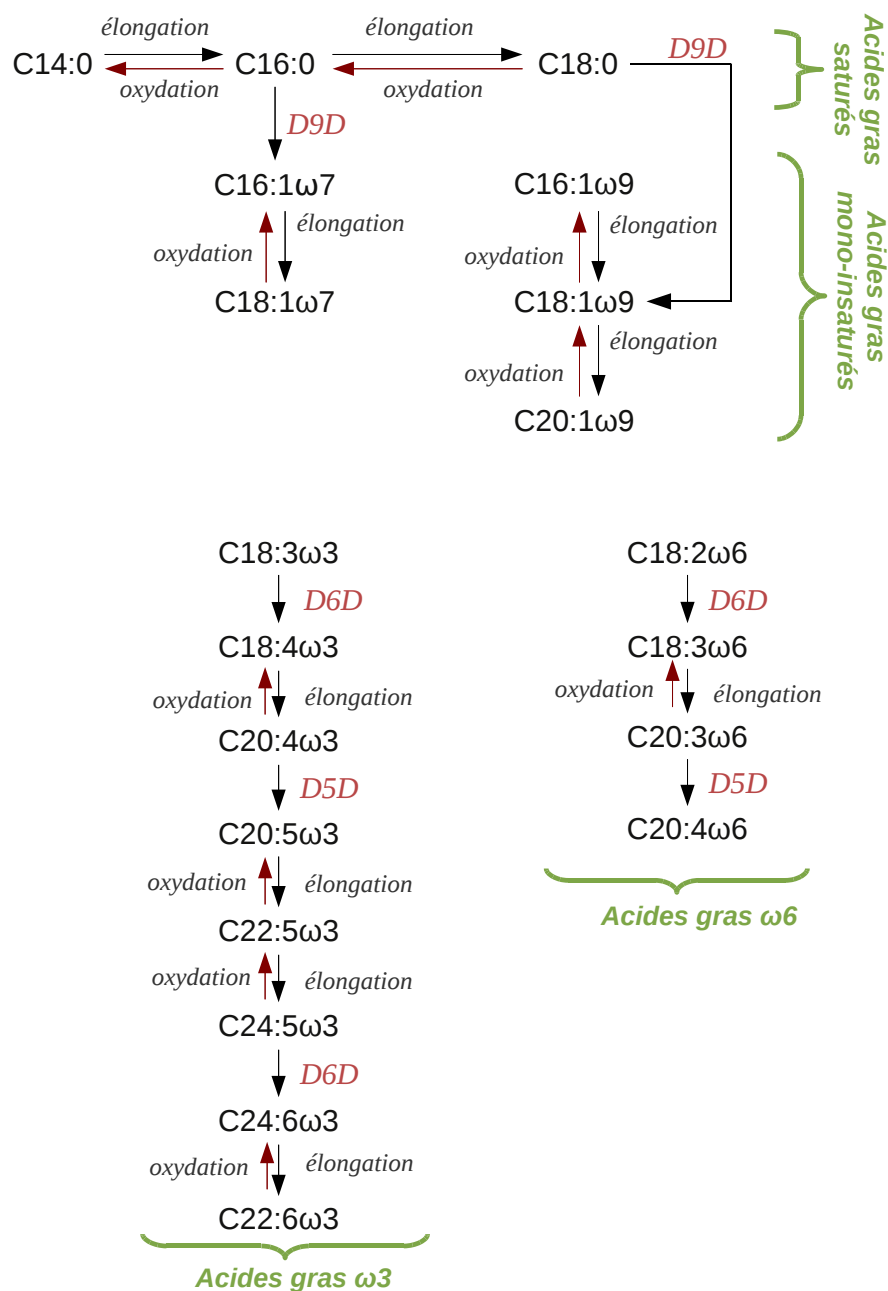 élongation
élongation
C14:0
C16:0
C18:0
D9D
oxydation
oxydation
Acides gras
saturés
D9D
C16:1ω7
C16:1ω9
élongation
élongation
oxydation
oxydation
C18:1ω7
C18:1ω9
Acides gras
mono-insaturés
élongation
oxydation
C20:1ω9
C18:3ω3
D6D
C18:4ω3
oxydation
élongation
C20:4ω3
D5D
C20:5ω3
oxydation
élongation
C22:5ω3
oxydation
élongation
C24:5ω3
D6D
C24:6ω3
oxydation
élongation
C22:6ω3
Acides gras ω3
C18:2ω6
D6D
C18:3ω6
oxydation
élongation
C20:3ω6
D5D
C20:4ω6
Acides gras ω6